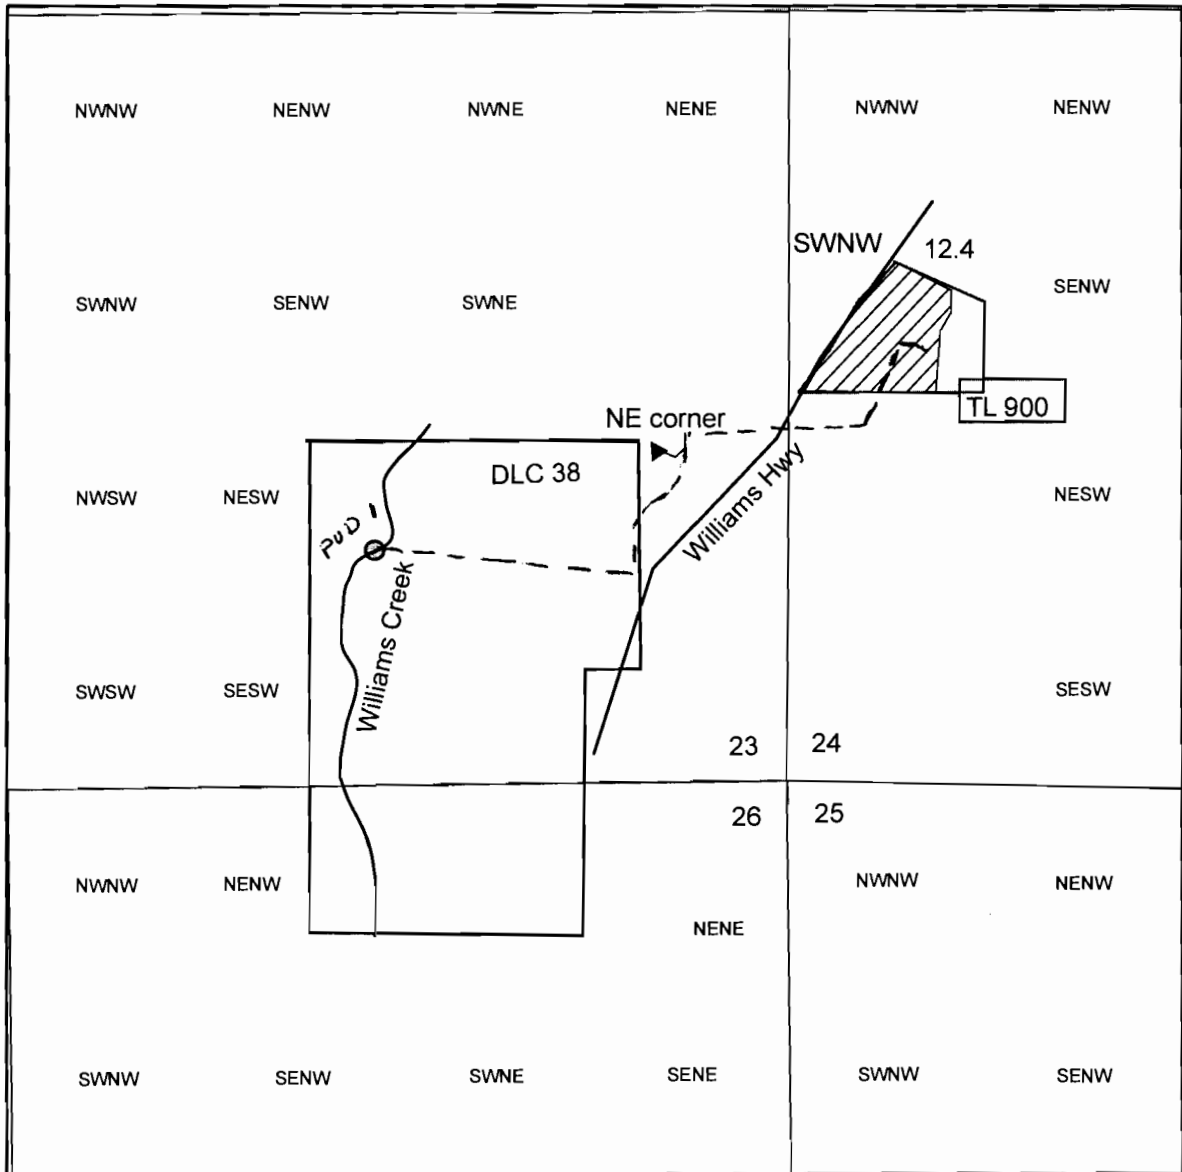 NWNW NENW NWNE NENE NWNW NENW
SWNW 12.4
SWNW SENW SWNE SENW
TL 900
NE corner
DLC 38
NWSW NESW NESW
Williams Hwy
POD 1
Williams Creek
SWSW SESW SESW
23 24
26 25
NWNW NENW NWNW NENW
NENE
SWNW SENW SWNE SENE SWNW SENW